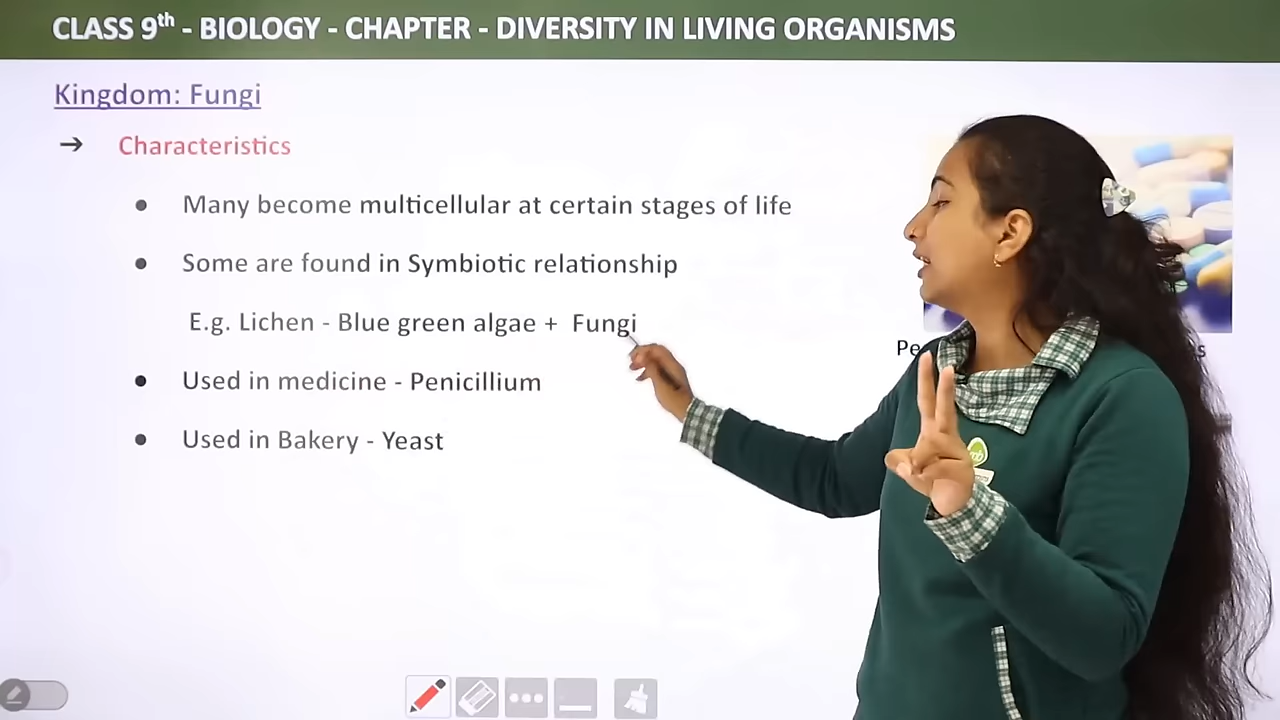 CLASS 9th - BIOLOGY - CHAPTER - DIVERSITY IN LIVING ORGANISMS
Kingdom: Fungi
→ Characteristics
● Many become multicellular at certain stages of life
● Some are found in Symbiotic relationship
E.g. Lichen - Blue green algae + Fungi
● Used in medicine - Penicillium
● Used in Bakery - Yeast